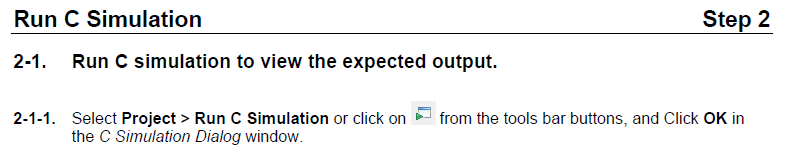 Run C Simulation Step 2
2-1. Run C simulation to view the expected output.
2-1-1. Select Project > Run C Simulation or click on from the tools bar buttons, and Click OK in
the C Simulation Dialog window.